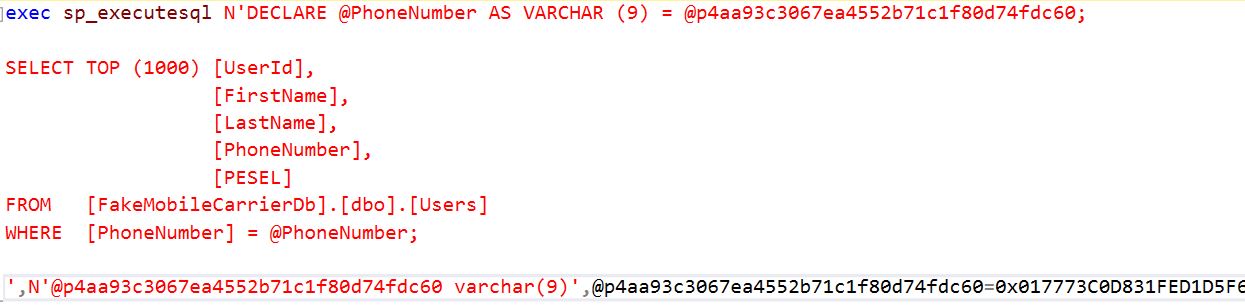 exec sp_executesql N'DECLARE @PhoneNumber AS VARCHAR (9) = @p4aa93c3067ea4552b71c1f80d74fdc60;
SELECT TOP (1000) [UserId],
[FirstName],
[LastName],
[PhoneNumber],
[PESEL]
FROM [FakeMobileCarrierDb].[dbo].[Users]
WHERE [PhoneNumber] = @PhoneNumber;
',N'@p4aa93c3067ea4552b71c1f80d74fdc60 varchar(9)',@p4aa93c3067ea4552b71c1f80d74fdc60=0x017773C0D831FED1D5F6